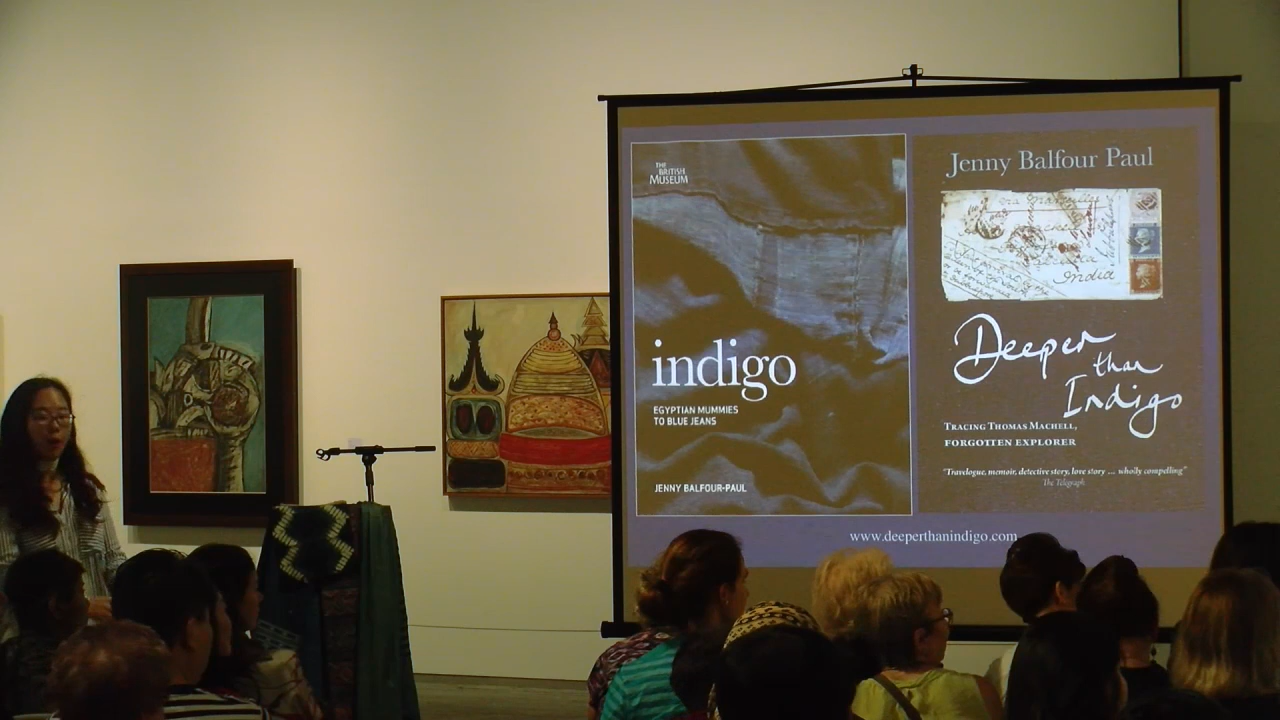 THE
BRITISH
MUSEUM
indigo
EGYPTIAN MUMMIES
TO BLUE JEANS
JENNY BALFOUR-PAUL
Jenny Balfour Paul
India
Deeper
than
Indigo
TRACING THOMAS MACHELL,
FORGOTTEN EXPLORER
"Travelogue, memoir, detective story, love story ... wholly compelling"
The Telegraph
www.deeperthanindigo.com